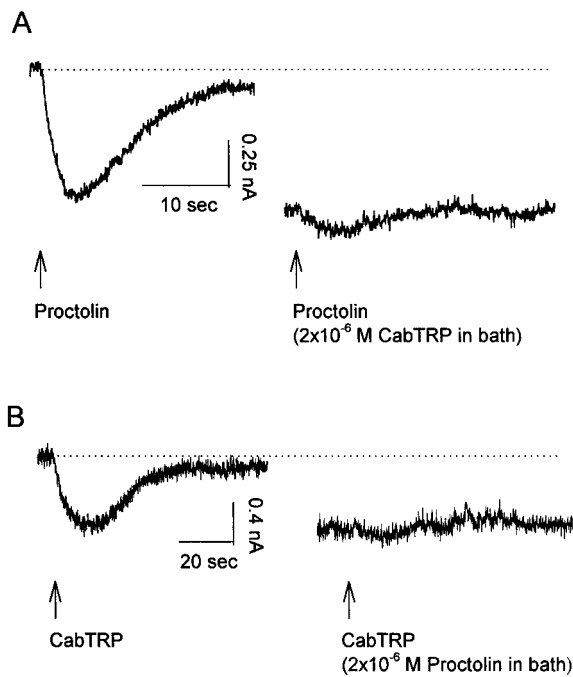 A
0.25 nA
10 sec
Proctolin
Proctolin
(2x10⁻⁶ M CabTRP in bath)
B
0.4 nA
20 sec
CabTRP
CabTRP
(2x10⁻⁶ M Proctolin in bath)